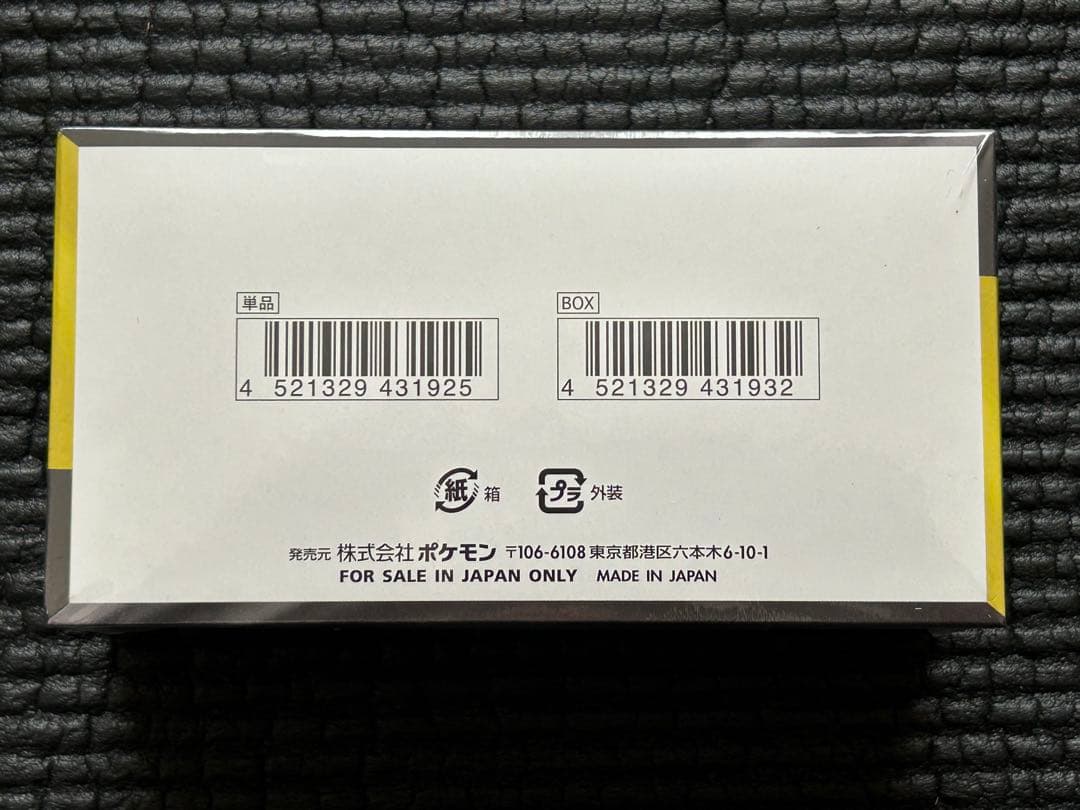 単品 BOX
4 521329 431925 4 521329 431932
紙 箱 プラ 外装
発売元 株式会社 ポケモン 〒106-6108 東京都港区六本木6-10-1
FOR SALE IN JAPAN ONLY MADE IN JAPAN